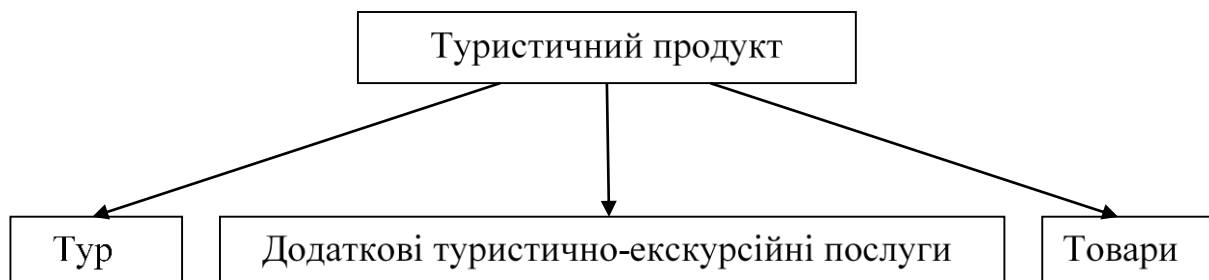 Туристичний продукт
Тур
Додаткові туристично-екскурсійні послуги
Товари